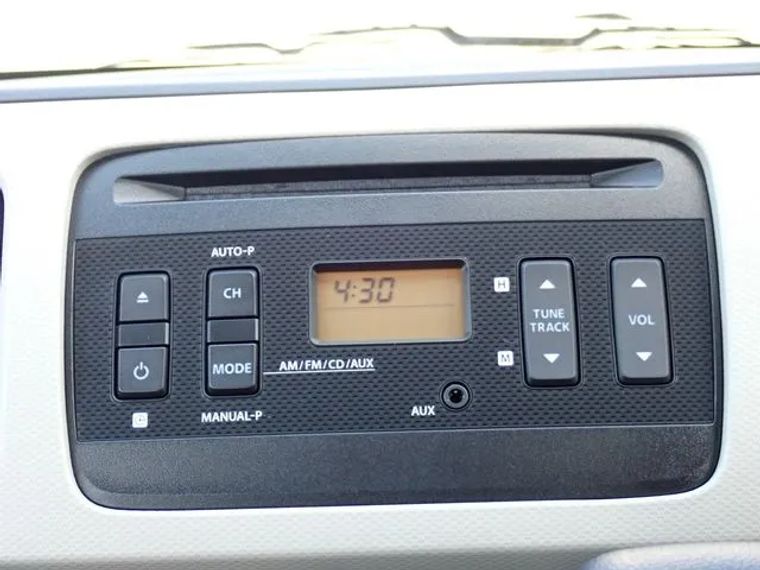 AUTO-P
CH
MODE
MANUAL-P
4:30
AM/FM/CD/AUX
AUX
H
M
TUNE
TRACK
VOL